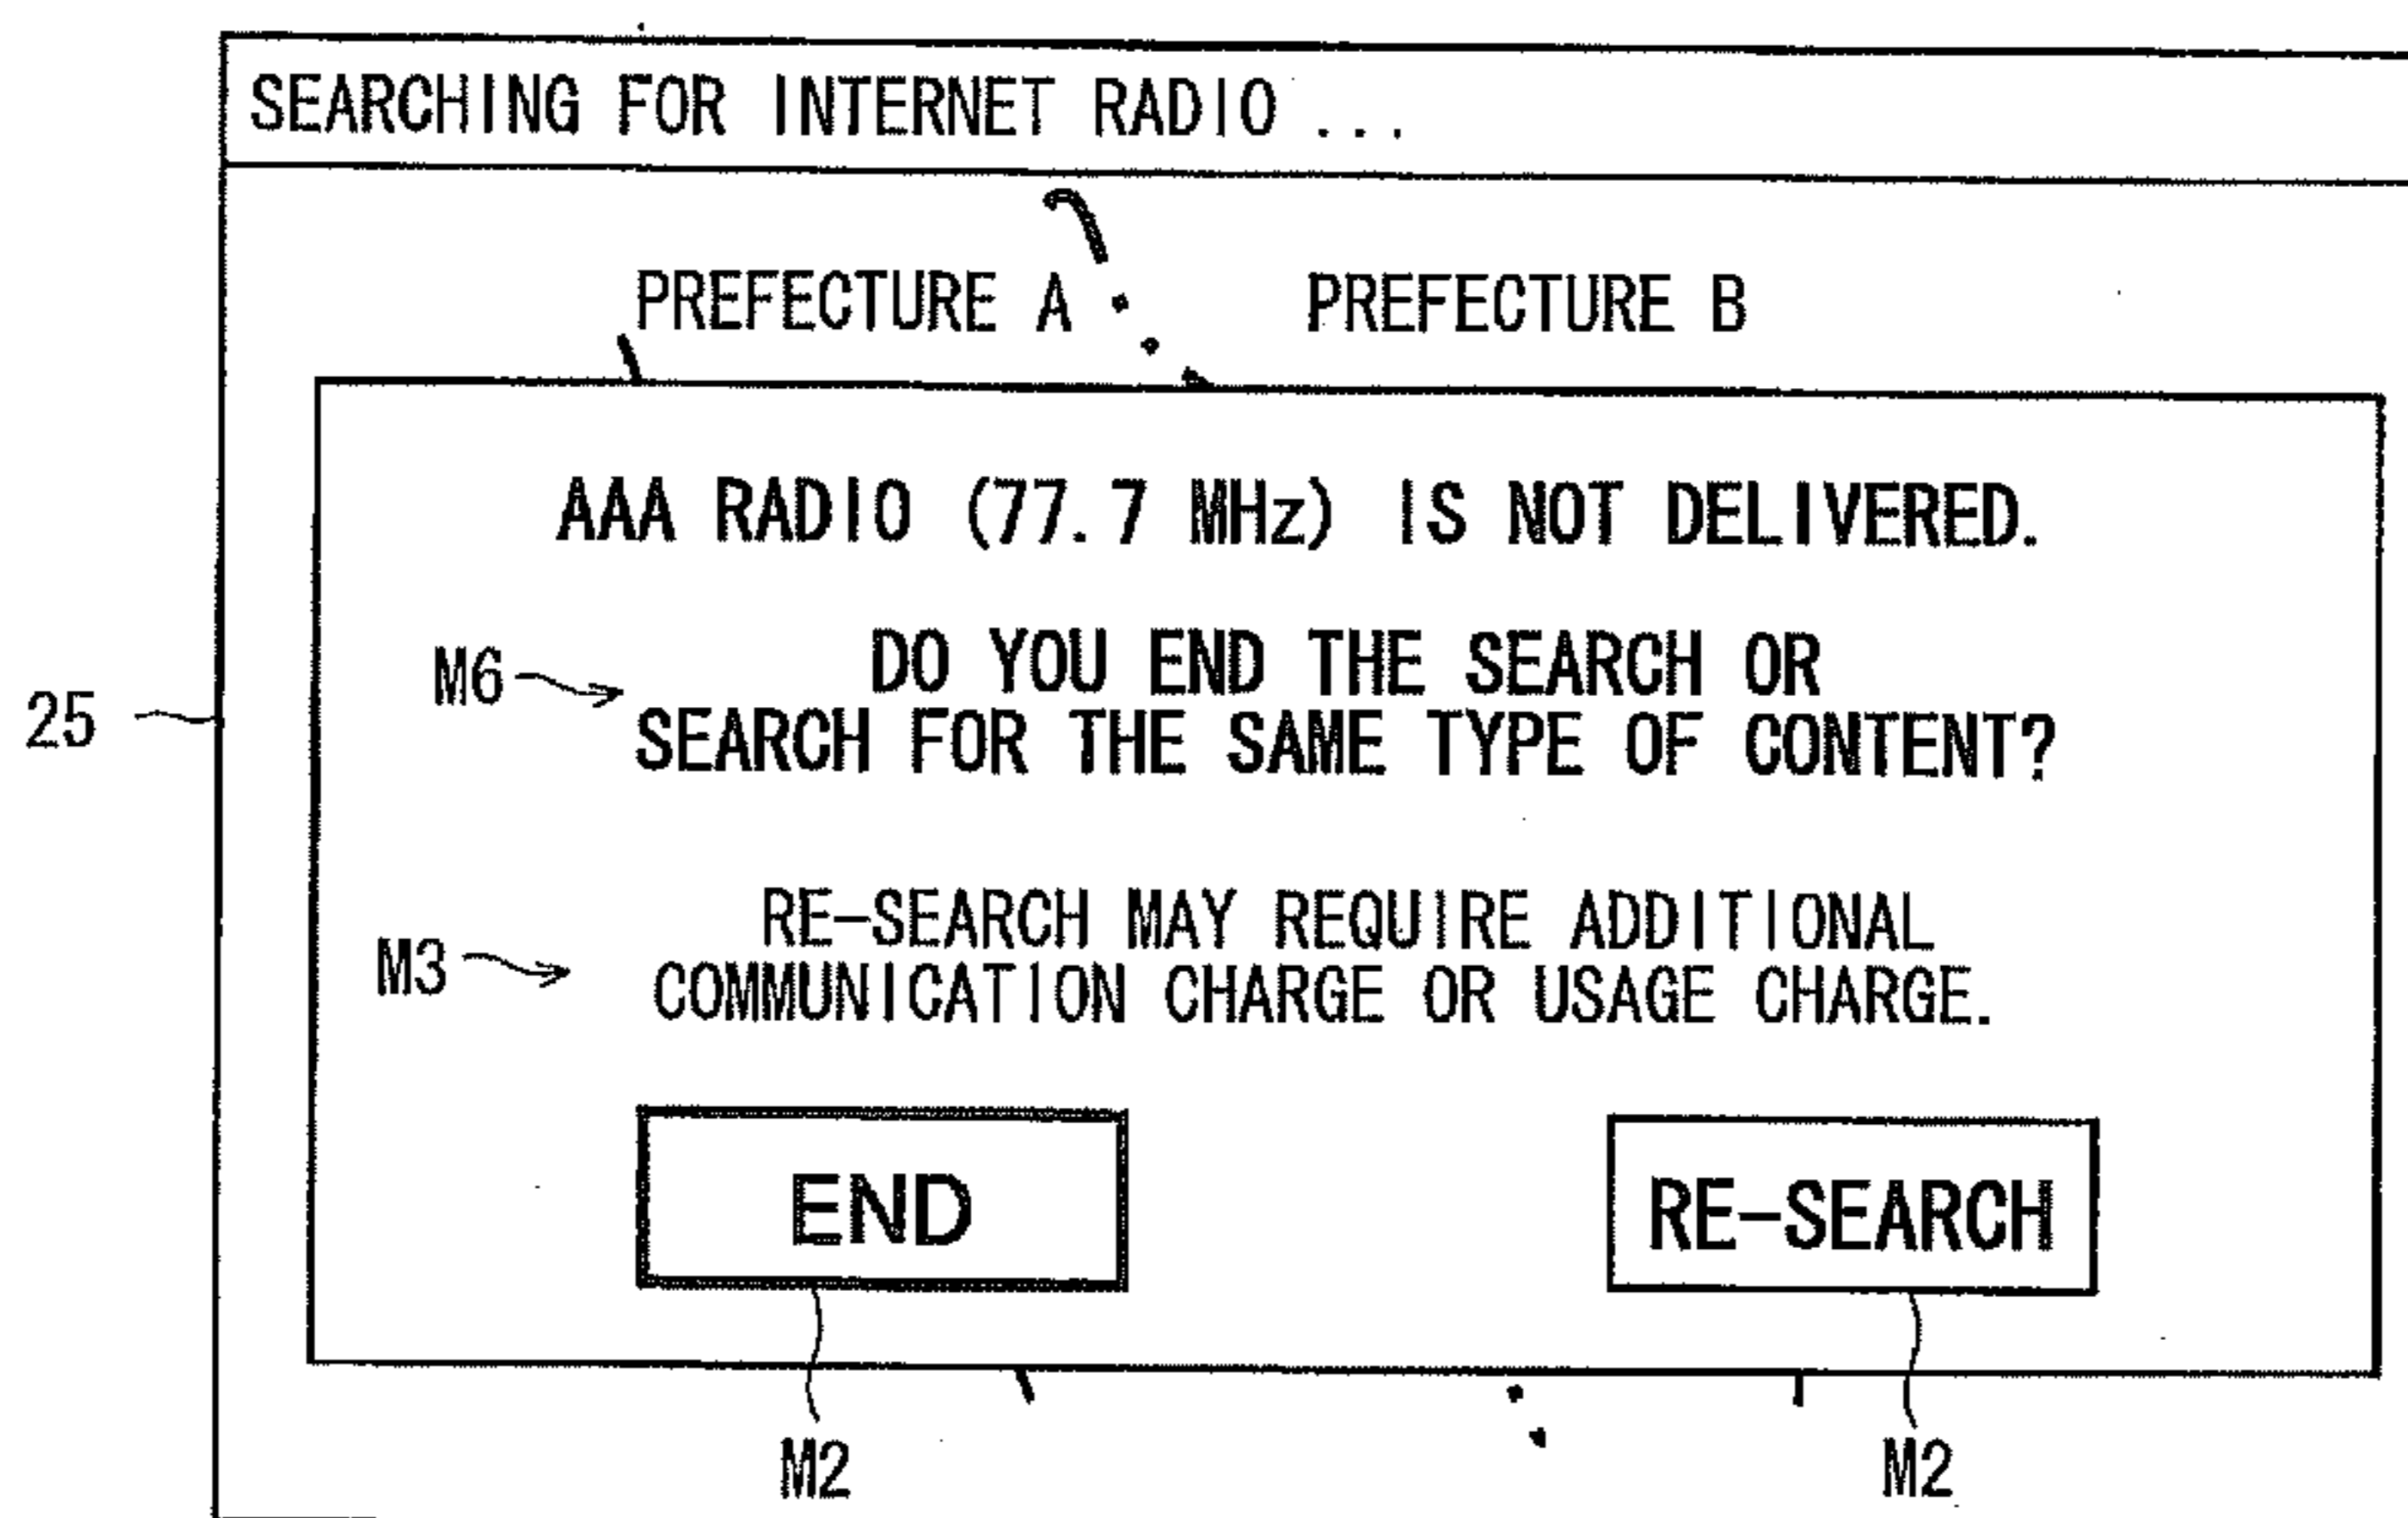 SEARCHING FOR INTERNET RADIO ...
PREFECTURE A PREFECTURE B
AAA RADIO (77.7 MHz) IS NOT DELIVERED.
M6
DO YOU END THE SEARCH OR
SEARCH FOR THE SAME TYPE OF CONTENT?
25
M3
RE-SEARCH MAY REQUIRE ADDITIONAL
COMMUNICATION CHARGE OR USAGE CHARGE.
END RE-SEARCH
M2 M2